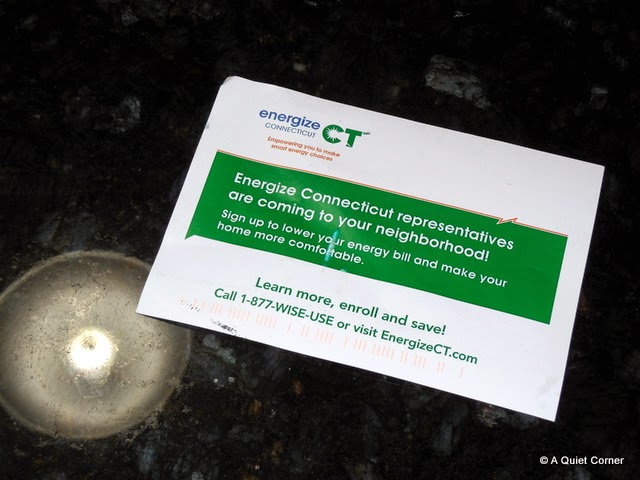 energize CT
CONNECTICUT
Empowering you to make
smart energy choices
Energize Connecticut representatives
are coming to your neighborhood!
Sign up to lower your energy bill and make your
home more comfortable.
Learn more, enroll and save!
Call 1-877-WISE-USE or visit EnergizeCT.com
© A Quiet Corner